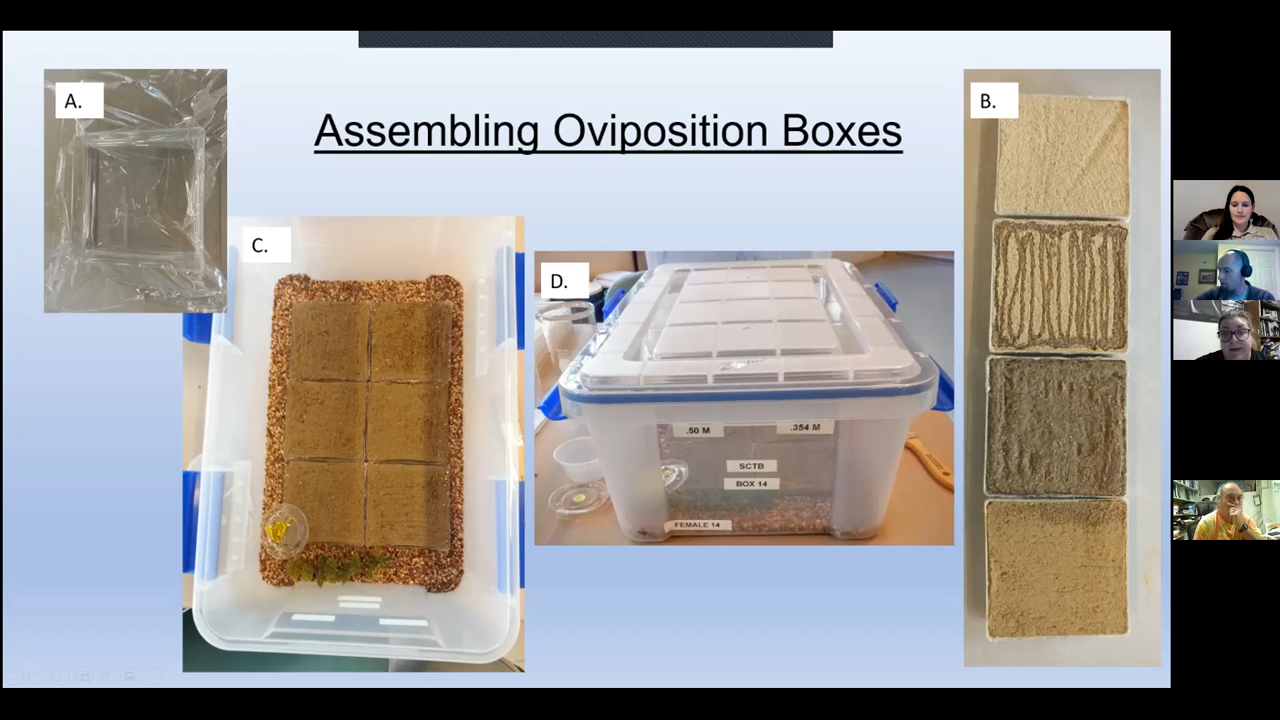 A.
Assembling Oviposition Boxes
B.
C.
D.
.50 M
.354 M
SCTB
BOX 14
FEMALE 14